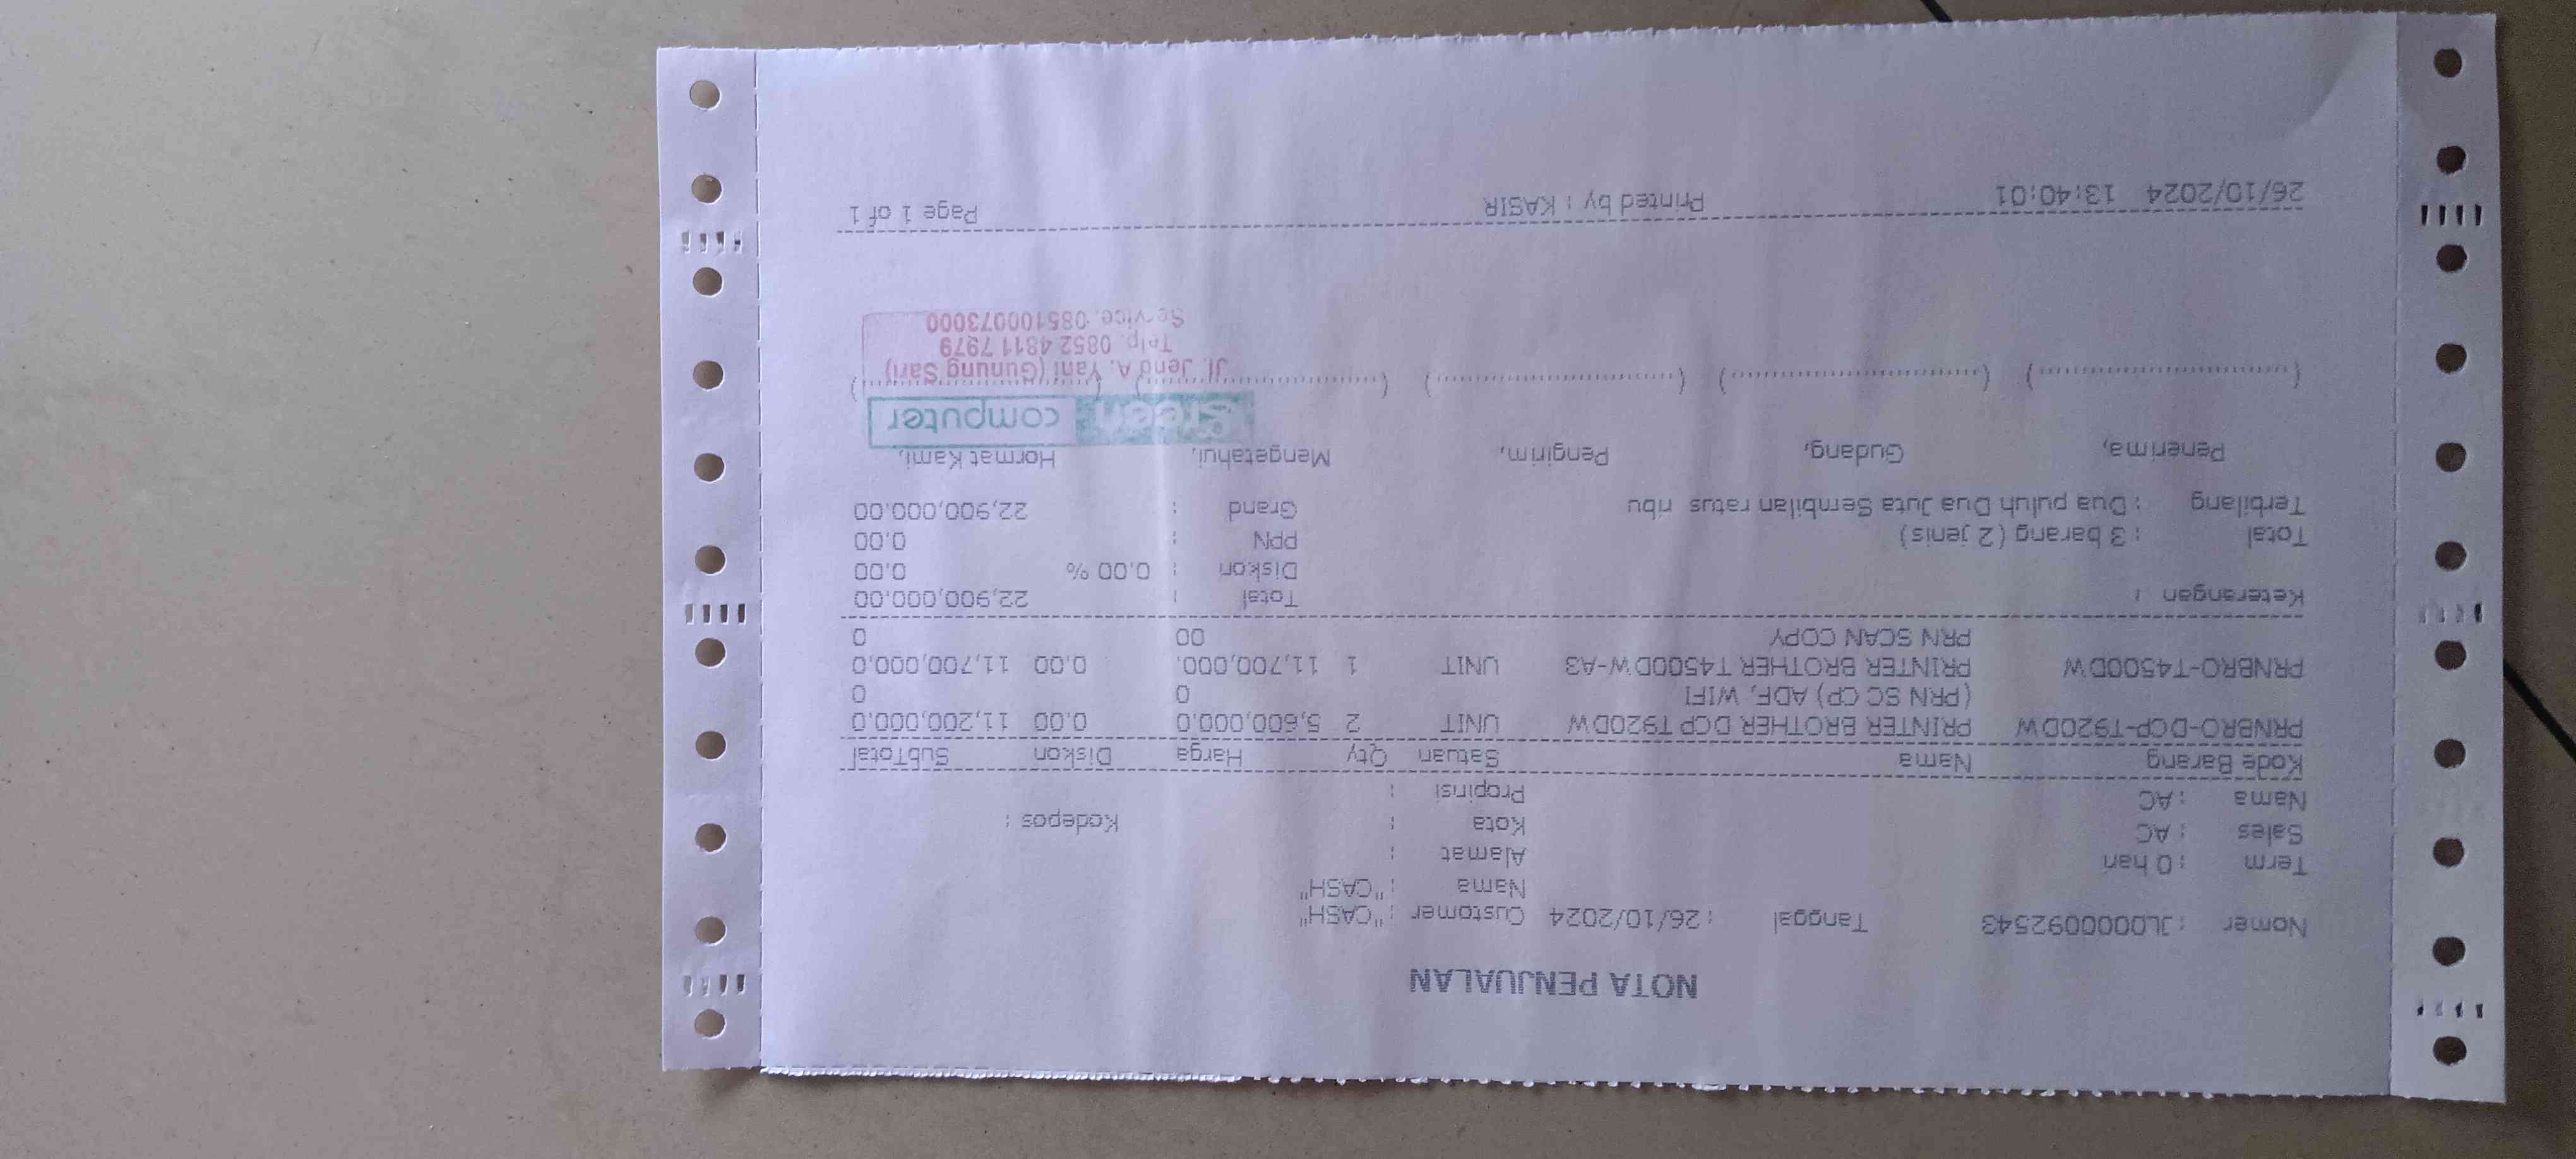 NOTA PENJUALAN
Nomer : JL000092543 Tanggal : 26/10/2024 Customer : "CASH"
Nama : "CASH"
Term : 0 hari Alamat :
Sales : AC Kota : Kodepos :
Nama : AC Propinsi :
Kode Barang Nama Satuan Qty Harga Diskon SubTotal
PRNBRO-DCP-T920DW PRINTER BROTHER DCP T920DW UNIT 2 5,600,000.0 0.00 11,200,000.0
(PRN SC CP) ADF, WIFI 0 0
PRNBRO-T4500DW PRINTER BROTHER T4500DW-A3 UNIT 1 11,700,000. 0.00 11,700,000.0
PRN SCAN COPY 00 0
Keterangan : Total : 22,900,000.00
Diskon : 0.00 % 0.00
Total : 3 barang ( 2 jenis) PPN : 0.00
Terbilang : Dua puluh Dua Juta Sembilan ratus ribu Grand : 22,900,000.00
Penerima, Gudang, Pengirim, Mengetahui, Hormat Kami,
green computer
Jl. Jend A. Yani (Gunung Sari)
Telp. 0852 4811 7979
Service. 085100073000
26/10/2024 13:40:01 Printed by : KASIR Page 1 of 1